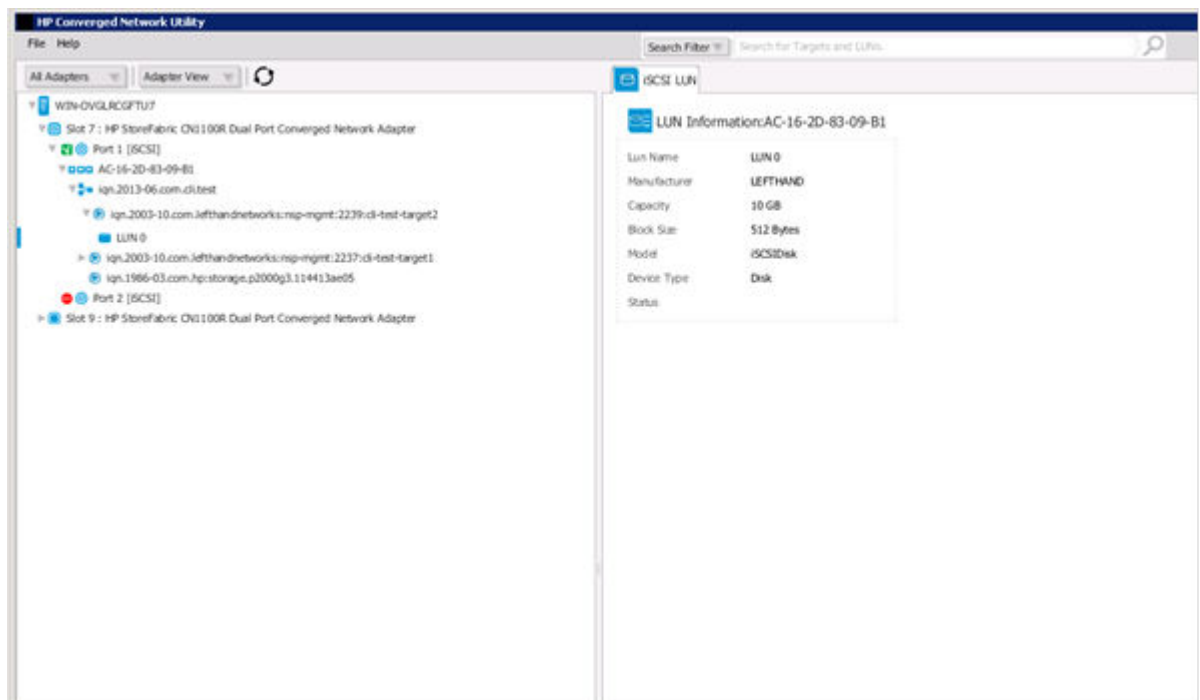 HP Converged Network Utility
File Help
Search Filter Search for Targets and LUNs.
All Adapters Adapter View
WIN-OVGLRCGFTU7
Slot 7 : HP StoreFabric CN1100R Dual Port Converged Network Adapter
Port 1 [iSCSI]
AC-16-2D-83-09-B1
iqn.2013-06.com.cli.test
iqn.2003-10.com.lefthandnetworks:nsp-mgmt:2239:cli-test-target2
LUN 0
iqn.2003-10.com.lefthandnetworks:nsp-mgmt:2237:cli-test-target1
iqn.1986-03.com.hp:storage.p2000g3.114413ae05
Port 2 [iSCSI]
Slot 9 : HP StoreFabric CN1100R Dual Port Converged Network Adapter
iSCSI LUN
LUN Information:AC-16-2D-83-09-B1
Lun Name LUN 0
Manufacturer LEFTHAND
Capacity 10 GB
Block Size 512 Bytes
Model iSCSIDisk
Device Type Disk
Status